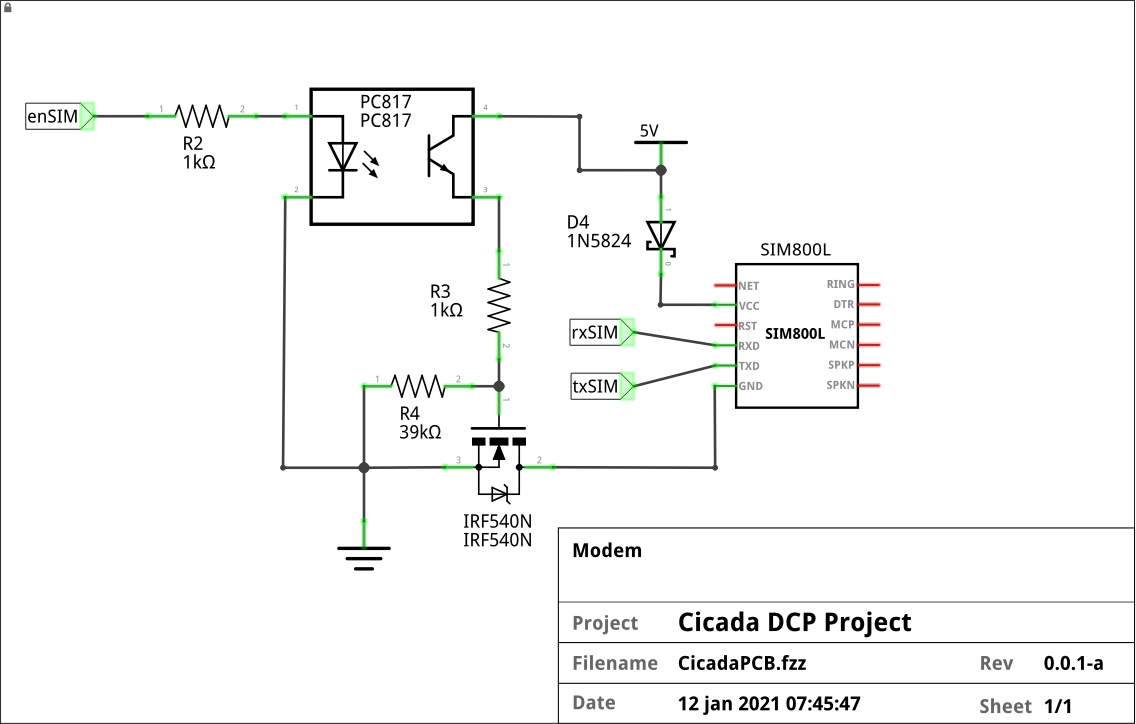 PC817
PC817
enSIM
1
2
1
4
R2
1kΩ
2
3
5V
1
D4
1N5824
0
SIM800L
R3
1kΩ
1
2
NET
RING
VCC
DTR
rxSIM
RST
SIM800L
MCP
RXD
MCN
TXD
SPKP
txSIM
GND
SPKN
1
2
1
R4
39kΩ
3
2
IRF540N
IRF540N
Modem
Project Cicada DCP Project
Filename CicadaPCB.fzz Rev 0.0.1-a
Date 12 jan 2021 07:45:47 Sheet 1/1